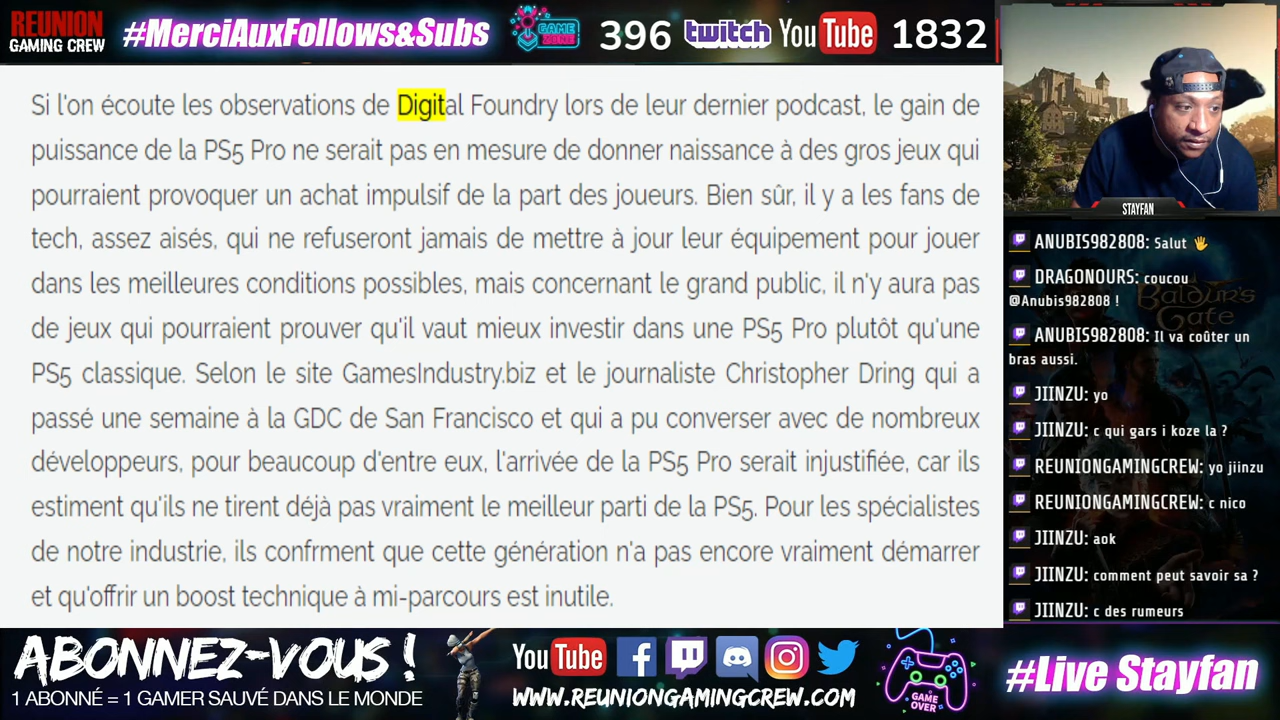 REUNION
GAMING CREW
#MerciAuxFollows&Subs
GAME
ZONE
396
twitch
YouTube
1832
Si l'on écoute les observations de Digital Foundry lors de leur dernier podcast, le gain de
puissance de la PS5 Pro ne serait pas en mesure de donner naissance à des gros jeux qui
pourraient provoquer un achat impulsif de la part des joueurs. Bien sûr, il y a les fans de
tech, assez aisés, qui ne refuseront jamais de mettre à jour leur équipement pour jouer
dans les meilleures conditions possibles, mais concernant le grand public, il n'y aura pas
de jeux qui pourraient prouver qu'il vaut mieux investir dans une PS5 Pro plutôt qu'une
PS5 classique. Selon le site GamesIndustry.biz et le journaliste Christopher Dring qui a
passé une semaine à la GDC de San Francisco et qui a pu converser avec de nombreux
développeurs, pour beaucoup d'entre eux, l'arrivée de la PS5 Pro serait injustifiée, car ils
estiment qu'ils ne tirent déjà pas vraiment le meilleur parti de la PS5. Pour les spécialistes
de notre industrie, ils confrment que cette génération n'a pas encore vraiment démarrer
et qu'offrir un boost technique à mi-parcours est inutile.
STAYFAN
ANUBIS982808: Salut 🖐
DRAGONOURS: coucou
@Anubis982808 !
BALDUR'S
GATE
ANUBIS982808: Il va coûter un
bras aussi.
JIINZU: yo
JIINZU: c qui gars i koze la ?
REUNIONGAMINGCREW: yo jiinzu
REUNIONGAMINGCREW: c nico
JIINZU: aok
JIINZU: comment peut savoir sa ?
JIINZU: c des rumeurs
ABONNEZ-VOUS !
1 ABONNÉ = 1 GAMER SAUVÉ DANS LE MONDE
YouTube
WWW.REUNIONGAMINGCREW.COM
GAME
OVER
#Live Stayfan